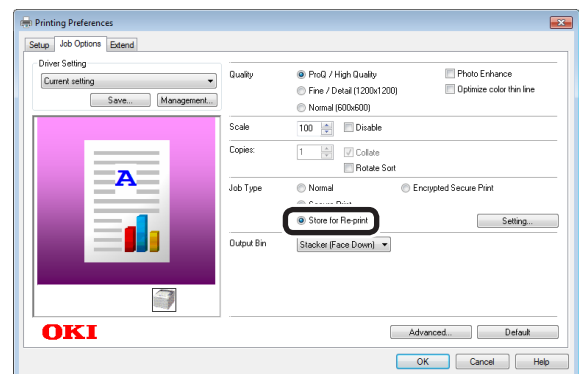 Printing Preferences
Setup Job Options Extend
Driver Setting
Current setting
Save... Management...
A
OKI
Quality ProQ / High Quality Photo Enhance
Fine / Detail (1200x1200) Optimize color thin line
Normal (600x600)
Scale 100 Disable
Copies: 1 Collate
Rotate Sort
Job Type Normal Encrypted Secure Print
Secure Print
Store for Re-print Setting...
Output Bin Stacker (Face Down)
Advanced... Default
OK Cancel Help